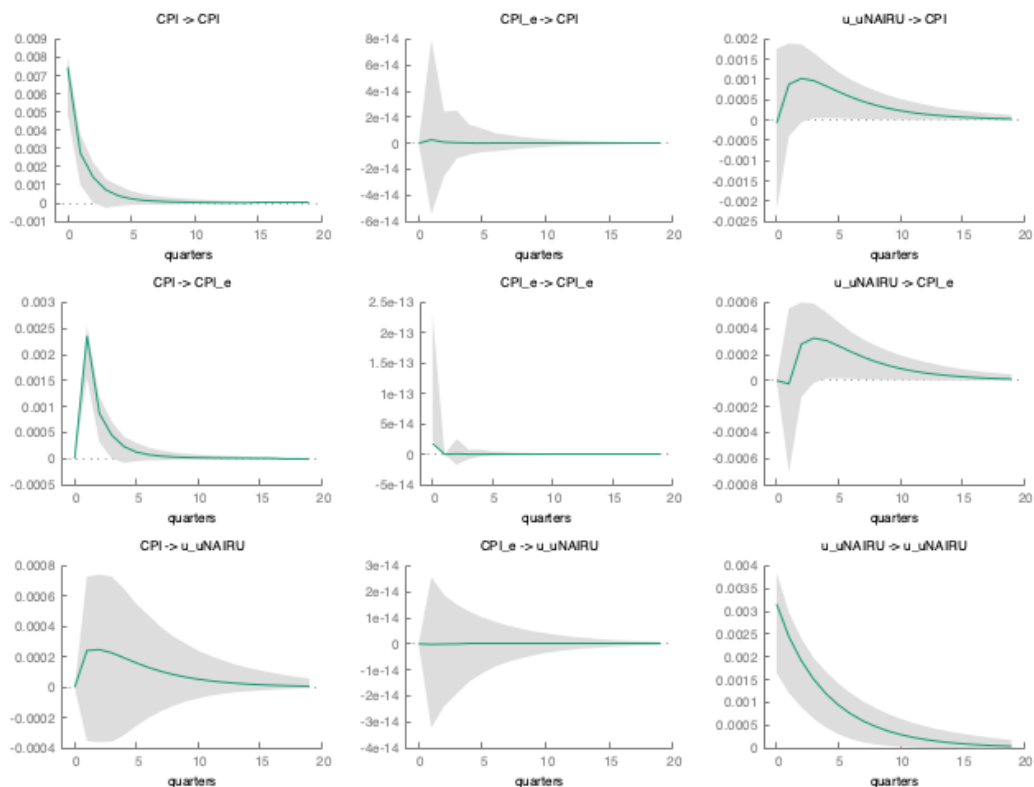 CPI -> CPI
0.009
0.008
0.007
0.006
0.005
0.004
0.003
0.002
0.001
0
-0.001
0 5 10 15 20
quarters
CPI_e -> CPI
8e-14
6e-14
4e-14
2e-14
0
-2e-14
-4e-14
-6e-14
0 5 10 15 20
quarters
u_uNAIRU -> CPI
0.002
0.0015
0.001
0.0005
0
-0.0005
-0.001
-0.0015
-0.002
-0.0025
0 5 10 15 20
quarters
CPI -> CPI_e
0.003
0.0025
0.002
0.0015
0.001
0.0005
0
-0.0005
0 5 10 15 20
quarters
CPI_e -> CPI_e
2.5e-13
2e-13
1.5e-13
1e-13
5e-14
0
-5e-14
0 5 10 15 20
quarters
u_uNAIRU -> CPI_e
0.0006
0.0004
0.0002
0
-0.0002
-0.0004
-0.0006
-0.0008
0 5 10 15 20
quarters
CPI -> u_uNAIRU
0.0008
0.0006
0.0004
0.0002
0
-0.0002
-0.0004
0 5 10 15 20
quarters
CPI_e -> u_uNAIRU
3e-14
2e-14
1e-14
0
-1e-14
-2e-14
-3e-14
-4e-14
0 5 10 15 20
quarters
u_uNAIRU -> u_uNAIRU
0.004
0.0035
0.003
0.0025
0.002
0.0015
0.001
0.0005
0
0 5 10 15 20
quarters